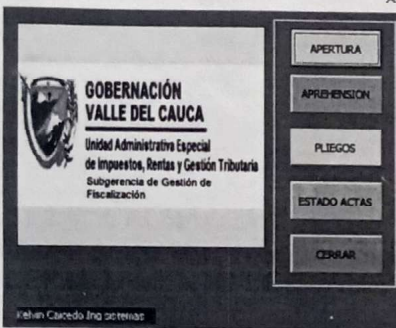 GOBERNACIÓN
VALLE DEL CAUCA
Unidad Administrativa Especial
de Impuestos, Rentas y Gestión Tributaria
Subgerencia de Gestión de
Fiscalización
APERTURA
APREHENSION
PLIEGOS
ESTADO ACTAS
CERRAR
Kelvin Caicedo Ing sistemas